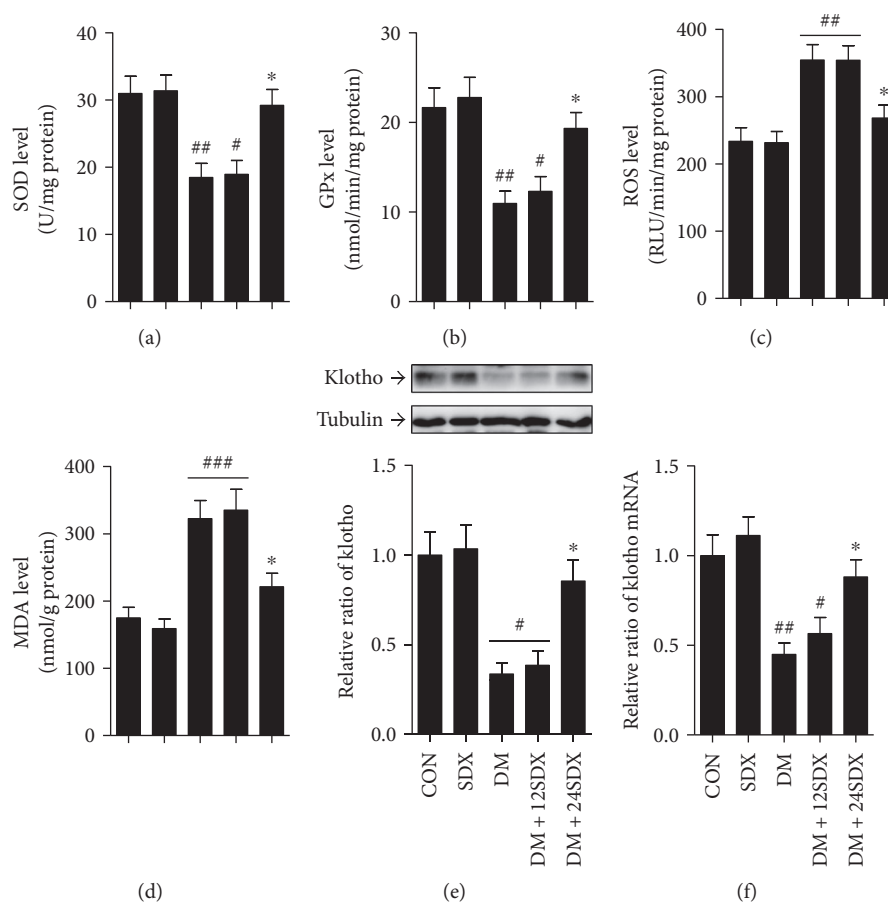 SOD level
(U/mg protein)
40
30
20
10
0
##
#
*
(a)
GPx level
(nmol/min/mg protein)
30
20
10
0
##
#
*
(b)
ROS level
(RLU/min/mg protein)
400
300
200
100
0
##
*
(c)
MDA level
(nmol/g protein)
400
300
200
100
0
###
*
(d)
Klotho →
Tubulin →
Relative ratio of klotho
1.5
1.0
0.5
0.0
#
*
CON
SDX
DM
DM + 12SDX
DM + 24SDX
(e)
Relative ratio of klotho mRNA
1.5
1.0
0.5
0.0
##
#
*
CON
SDX
DM
DM + 12SDX
DM + 24SDX
(f)